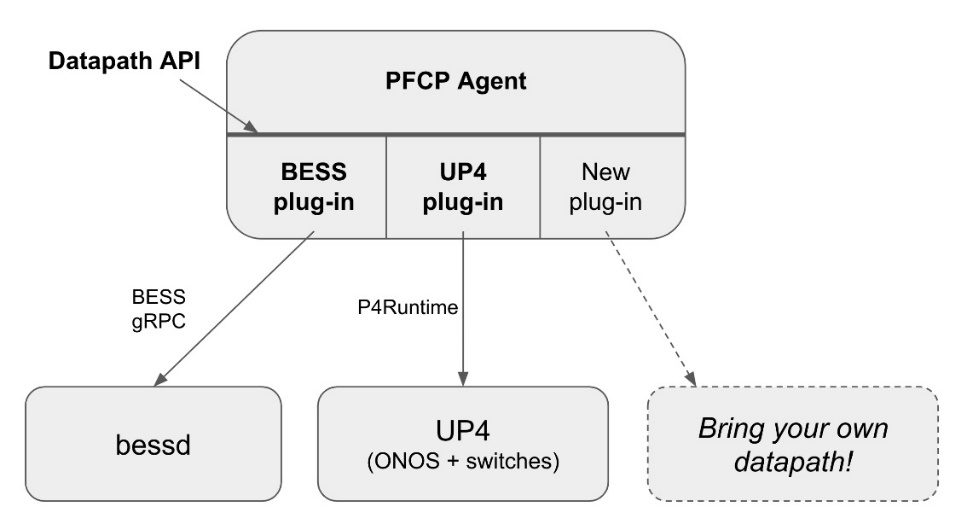 Datapath API
PFCP Agent
BESS
plug-in
UP4
plug-in
New
plug-in
BESS
gRPC
P4Runtime
bessd
UP4
(ONOS + switches)
Bring your own
datapath!